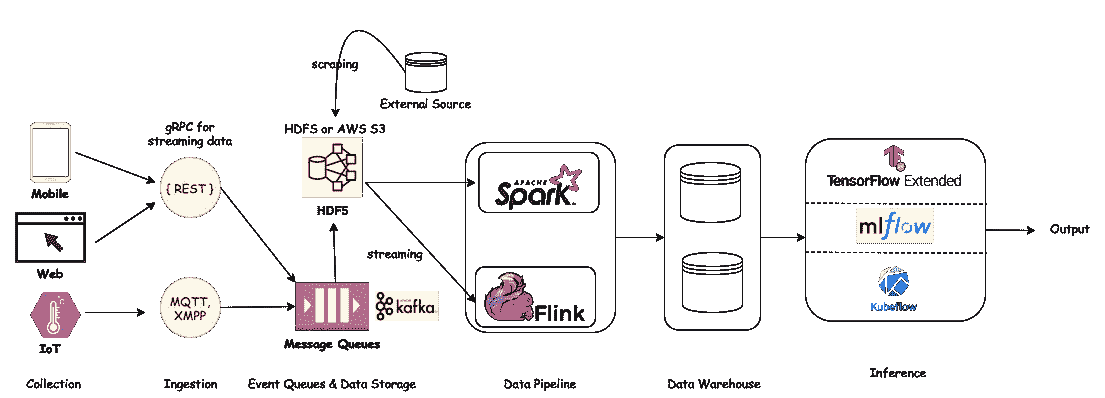 scraping
External Source
gRPC for
streaming data
HDFS or AWS S3
{ REST }
Mobile
HDFS
APACHE
Spark
TensorFlow Extended
mlflow
Output
Web
streaming
°C
MQTT,
XMPP
kafka
Flink
Kubeflow
IoT
Message Queues
Collection
Ingestion
Event Queues & Data Storage
Data Pipeline
Data Warehouse
Inference